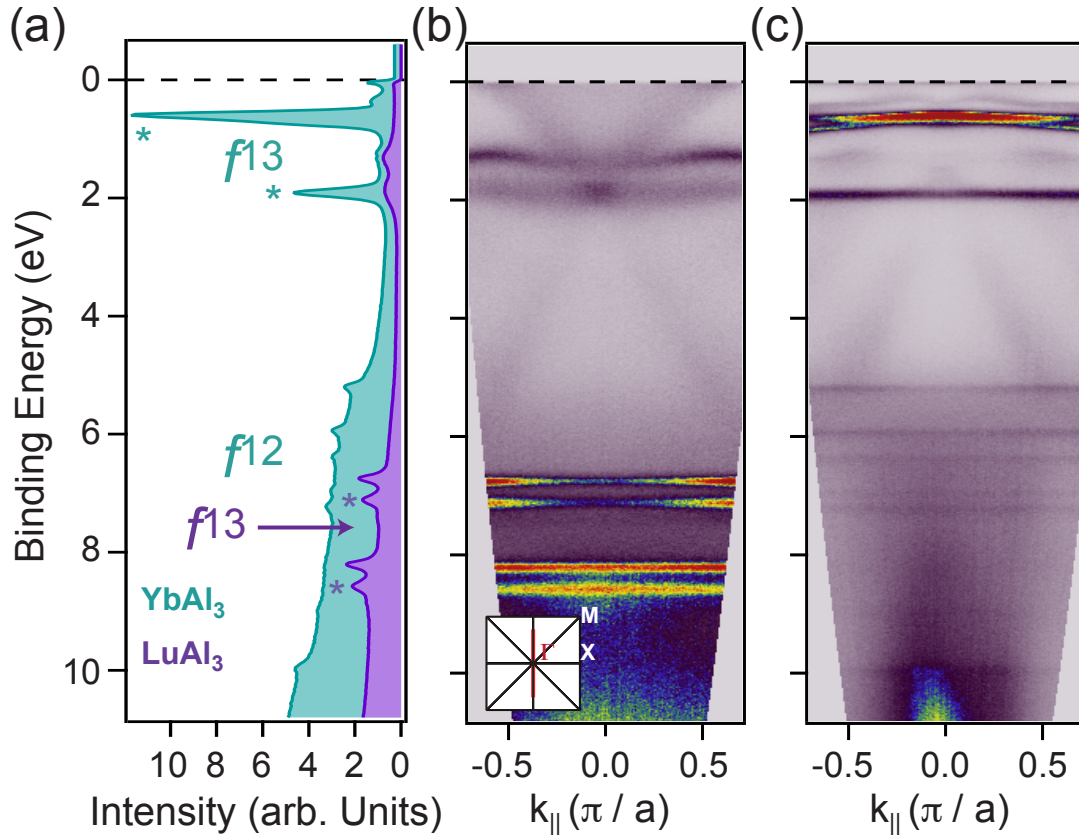 (a)
(b)
(c)
0
2
4
6
8
10
Binding Energy (eV)
*
f13
*
f12
*
f13
*
YbAl3
LuAl3
10 8 6 4 2 0
Intensity (arb. Units)
M
Γ
X
-0.5 0.0 0.5
k|| (π / a)
-0.5 0.0 0.5
k|| (π / a)